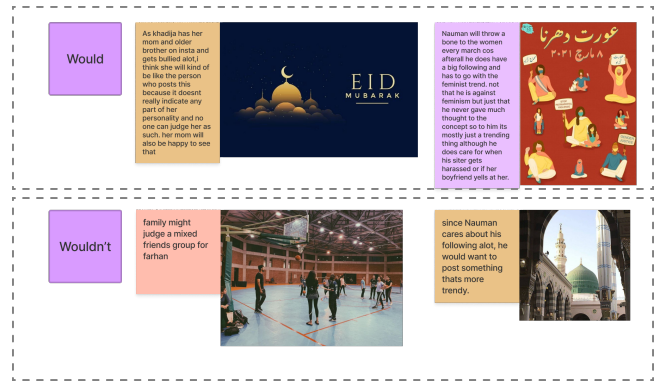 Would
As khadija has her
mom and older
brother on insta and
gets bullied alot,i
think she will kind of
be like the person
who posts this
because it doesnt
really indicate any
part of her
personality and no
one can judge her as
such. her mom will
also be happy to see
that
EID
MUBARAK
Nauman will throw a
bone to the women
every march cos
afterall he does have
a big following and
has to go with the
feminist trend. not
that he is against
feminism but just that
he never gave much
thought to the
concept so to him its
mostly just a trending
thing although he
does care for when
his siter gets
harassed or if her
boyfriend yells at her.
عورت دھرنا
۸ مارچ ۲۰۲۱
Wouldn't
family might
judge a mixed
friends group for
farhan
since Nauman
cares about his
following alot, he
would want to
post something
thats more
trendy.